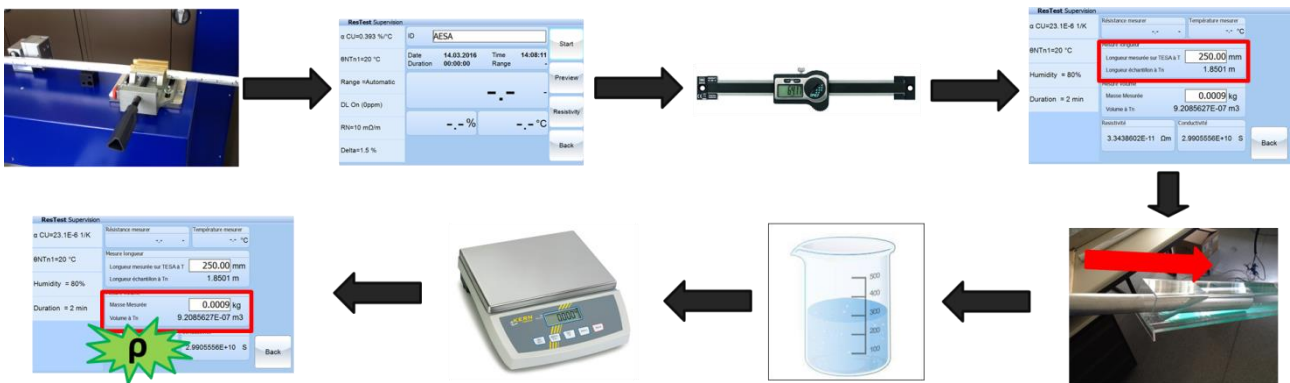 ResTest Supervision
α CU=0.393 %/°C
θNTn1=20 °C
Range =Automatic
DL On (0ppm)
RN=10 mΩ/m
Delta=1.5 %
ID AESA
Date 14.03.2016 Time 14:08:11
Duration 00:00:00 Range -
-.- -
-.- % -.- °C
Start
Preview
Resistivity
Back
ResTest Supervision
α CU=23.1E-6 1/K
θNTn1=20 °C
Humidity = 80%
Duration = 2 min
Résistance mesurer Température mesurer
-.- - -.- °C
Mesure longueur
Longueur mesurée sur TESA à T 250.00 mm
Longueur échantillon à Tn 1.8501 m
Mesure volume
Masse Mesurée 0.0009 kg
Volume à Tn 9.2085627E-07 m3
Résistivité Conductivité
3.3438602E-11 Ωm 2.9905556E+10 S
Back
ResTest Supervision
α CU=23.1E-6 1/K
θNTn1=20 °C
Humidity = 80%
Duration = 2 min
Résistance mesurer Température mesurer
-.- - -.- °C
Mesure longueur
Longueur mesurée sur TESA à T 250.00 mm
Longueur échantillon à Tn 1.8501 m
Masse Mesurée 0.0009 kg
Volume à Tn 9.2085627E-07 m3
ρ
2.9905556E+10 S
Back
KERN
500
400
300
200
100